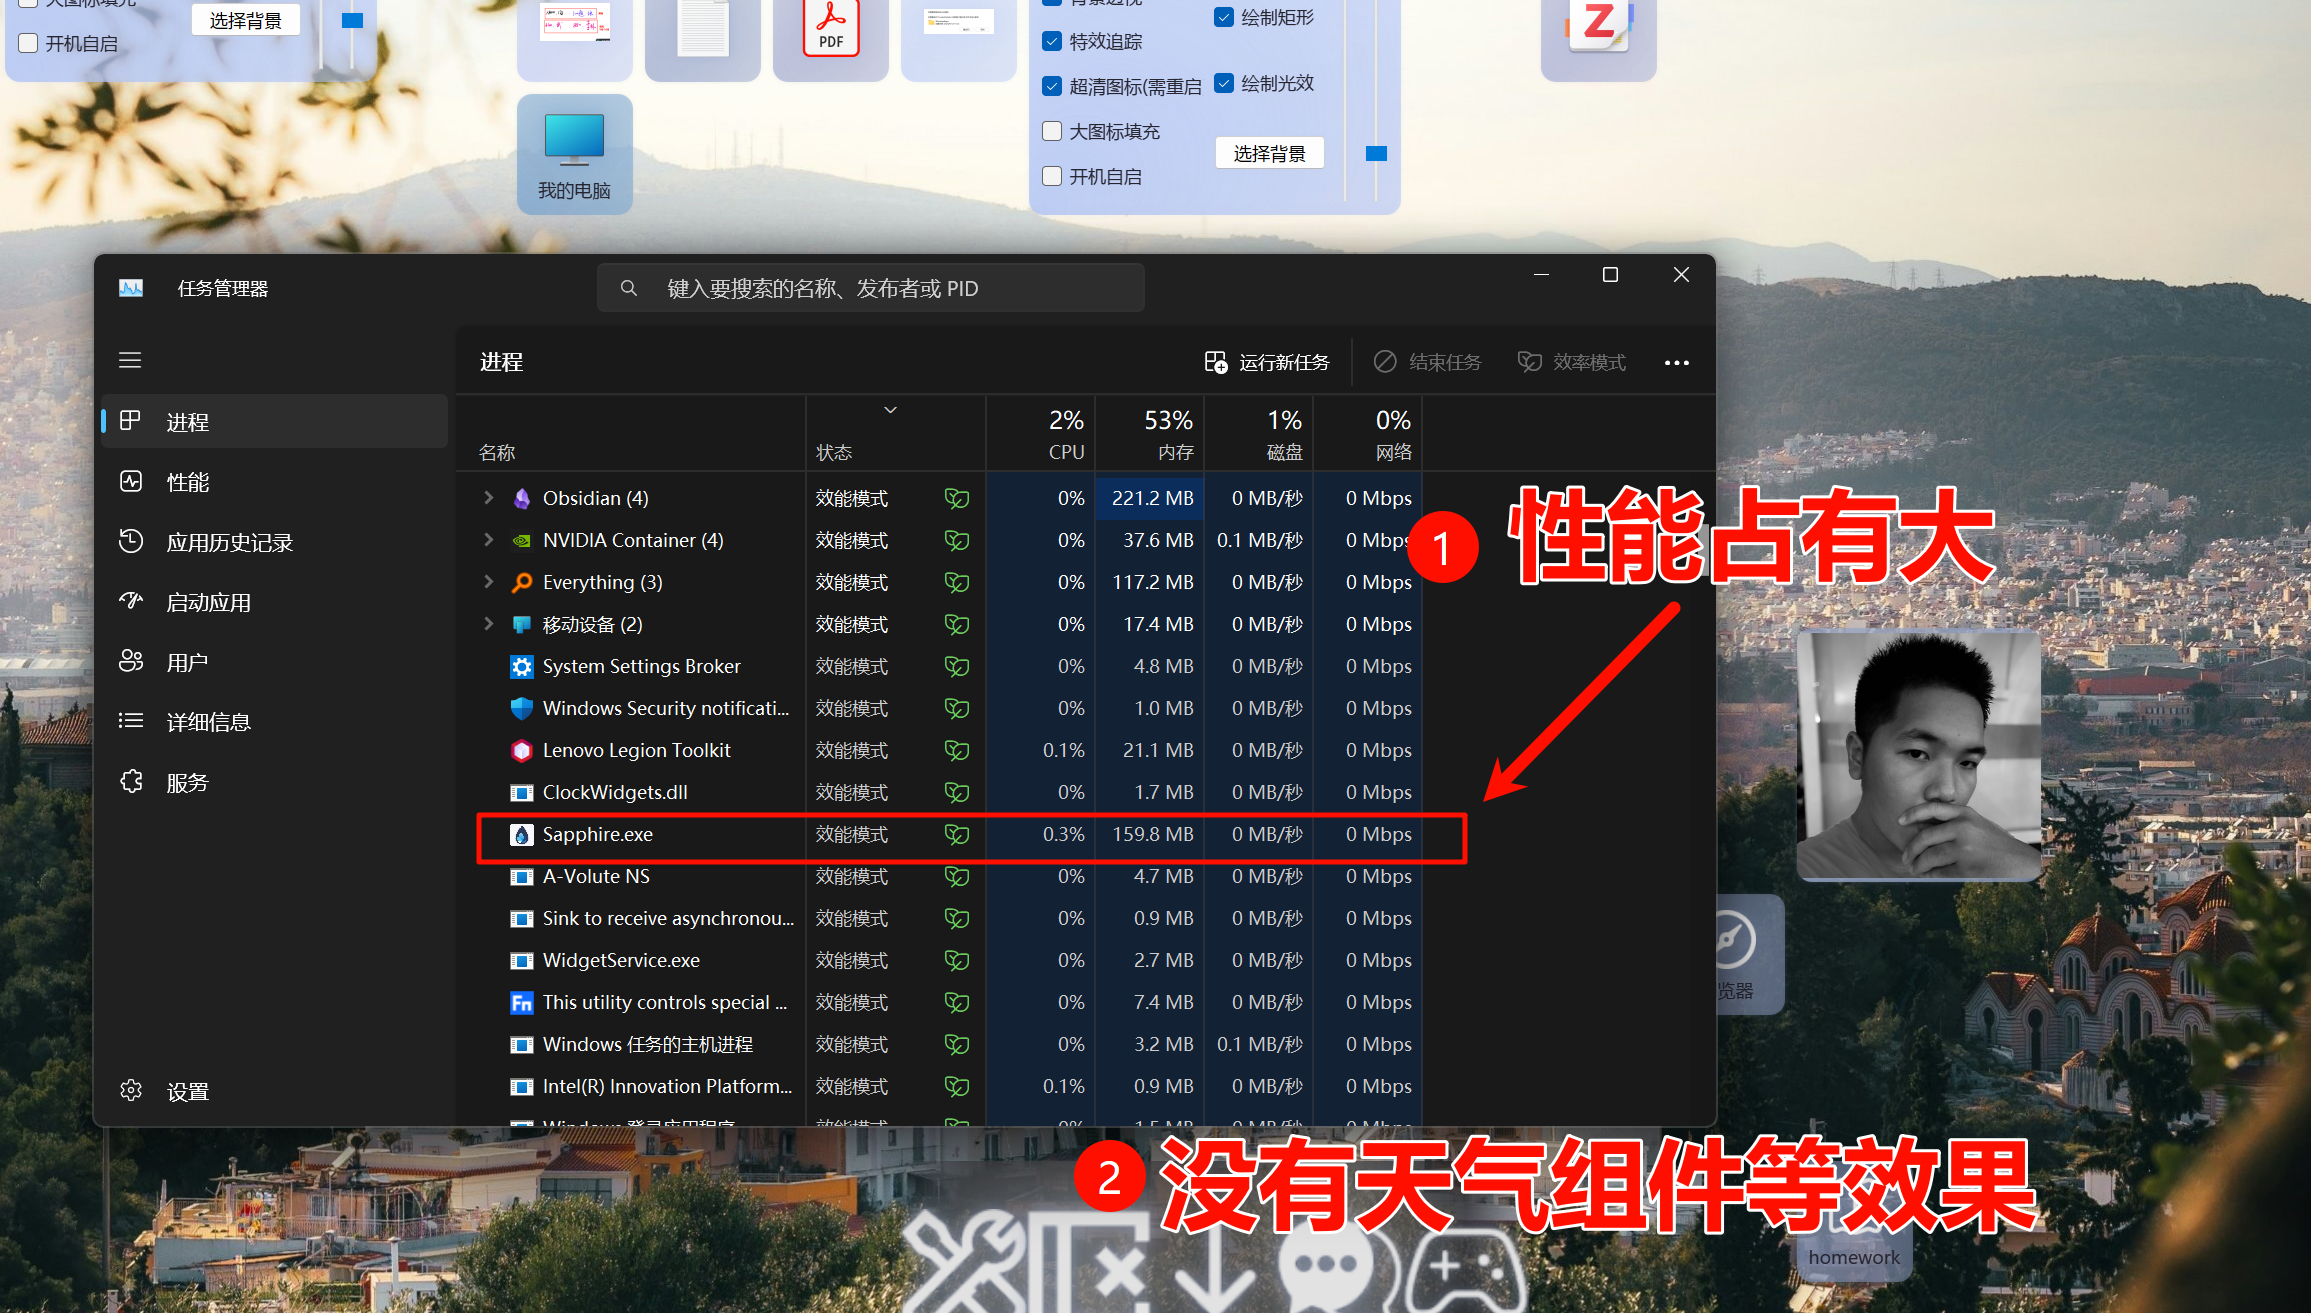 开机自启
选择背景
PDF
特效追踪
超清图标(需重启
大图标填充
开机自启
绘制矩形
绘制光效
选择背景
我的电脑
任务管理器
键入要搜索的名称、发布者或 PID
进程
性能
应用历史记录
启动应用
用户
详细信息
服务
设置
进程
运行新任务
结束任务
效率模式
2% 53% 1% 0%
名称 状态 CPU 内存 磁盘 网络
Obsidian (4) 效能模式 0% 221.2 MB 0 MB/秒 0 Mbps
NVIDIA Container (4) 效能模式 0% 37.6 MB 0.1 MB/秒 0 Mbps
Everything (3) 效能模式 0% 117.2 MB 0 MB/秒 0 Mbps
移动设备 (2) 效能模式 0% 17.4 MB 0 MB/秒 0 Mbps
System Settings Broker 效能模式 0% 4.8 MB 0 MB/秒 0 Mbps
Windows Security notificati... 效能模式 0% 1.0 MB 0 MB/秒 0 Mbps
Lenovo Legion Toolkit 效能模式 0.1% 21.1 MB 0 MB/秒 0 Mbps
ClockWidgets.dll 效能模式 0% 1.7 MB 0 MB/秒 0 Mbps
Sapphire.exe 效能模式 0.3% 159.8 MB 0 MB/秒 0 Mbps
A-Volute NS 效能模式 0% 4.7 MB 0 MB/秒 0 Mbps
Sink to receive asynchronou... 效能模式 0% 0.9 MB 0 MB/秒 0 Mbps
WidgetService.exe 效能模式 0% 2.7 MB 0 MB/秒 0 Mbps
Fn This utility controls special ... 效能模式 0% 7.4 MB 0 MB/秒 0 Mbps
Windows 任务的主机进程 效能模式 0% 3.2 MB 0.1 MB/秒 0 Mbps
Intel(R) Innovation Platform... 效能模式 0.1% 0.9 MB 0 MB/秒 0 Mbps
1 性能占有大
2 没有天气组件等效果
览器
homework